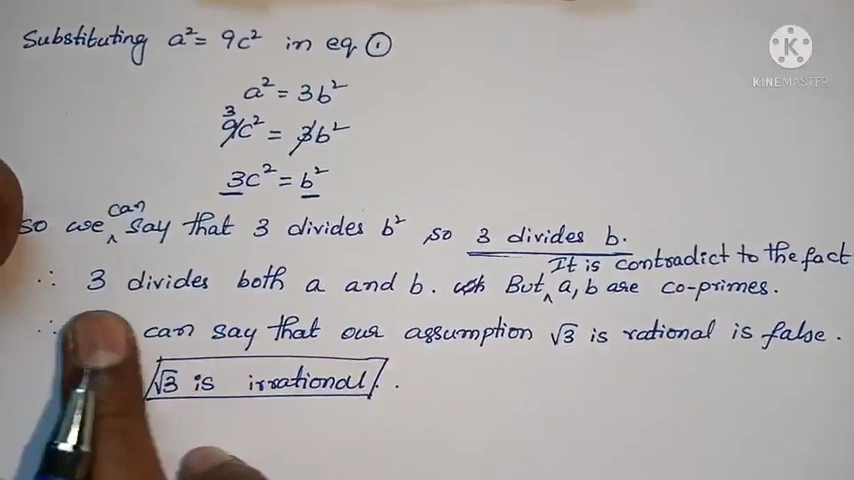 Substituting a² = 9c² in eq ①
a² = 3b²
3
9c² = 3b²
3c² = b²
so we can say that 3 divides b² so 3 divides b.
It is contradict to the fact
∴ 3 divides both a and b. But a, b are co-primes.
∴ can say that our assumption √3 is rational is false.
√3 is irrational.
KINEMASTER